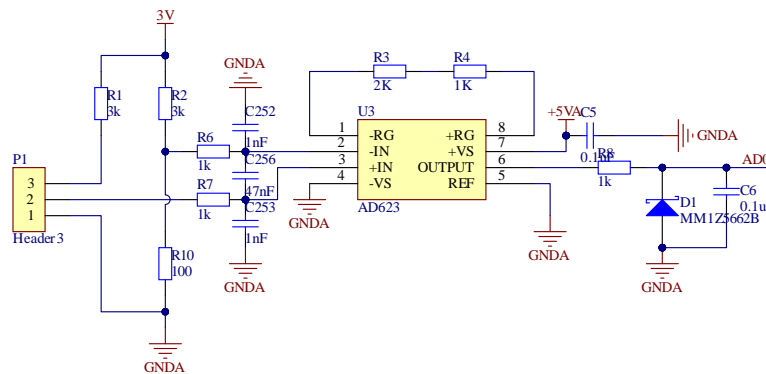 3V
GNDA
R1
3k
R2
3k
C252
1nF
R3
2K
R4
1K
U3
+5VA
C5
0.1uF
GNDA
P1
3
2
1
Header3
R6
1k
R7
1k
C256
47nF
C253
1nF
1
-RG
+RG
8
2
-IN
+VS
7
3
+IN
OUTPUT
6
4
-VS
REF
5
AD623
GNDA
R8
1k
AD0
D1
MM1Z5662B
C6
0.1u
R10
100
GNDA
GNDA
GNDA
GNDA